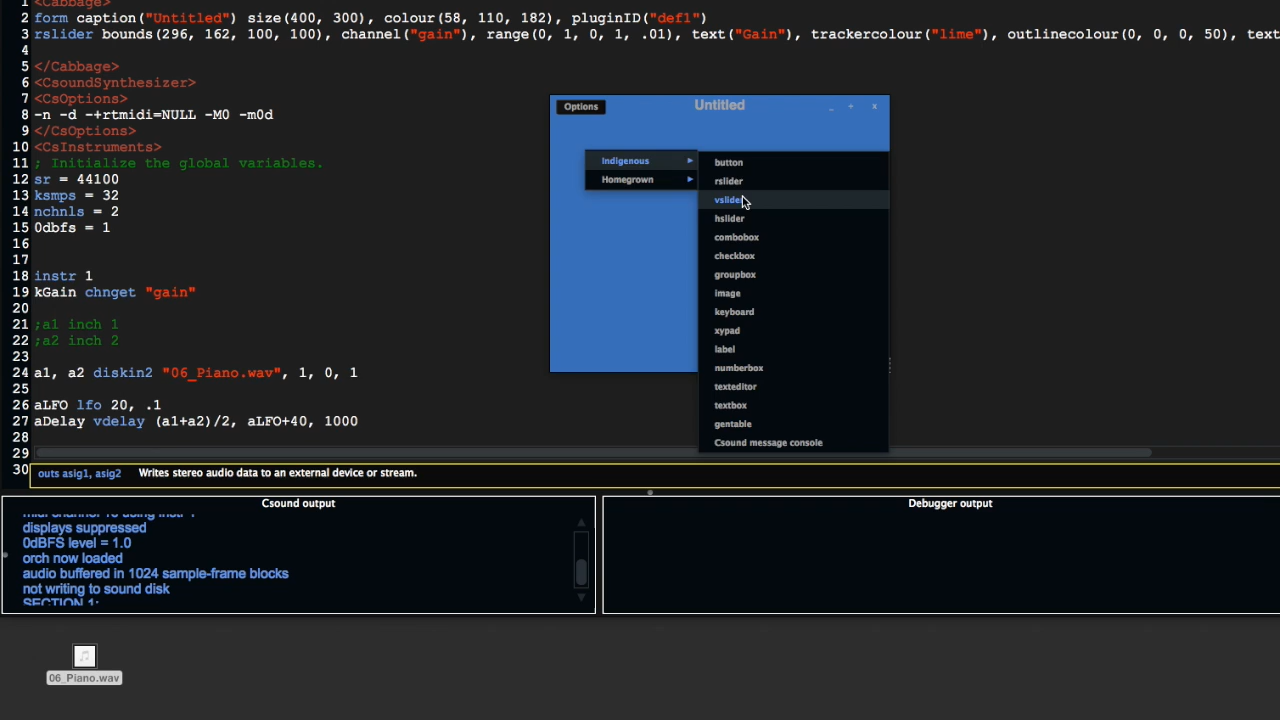 1 <Cabbage>
2 form caption("Untitled") size(400, 300), colour(58, 110, 182), pluginID("def1")
3 rslider bounds(296, 162, 100, 100), channel("gain"), range(0, 1, 0, 1, .01), text("Gain"), trackercolour("lime"), outlinecolour(0, 0, 0, 50), text
4
5 </Cabbage>
6 <CsoundSynthesizer>
7 <CsOptions>
8 -n -d -+rtmidi=NULL -M0 -m0d
9 </CsOptions>
10 <CsInstruments>
11 ; Initialize the global variables.
12 sr = 44100
13 ksmps = 32
14 nchnls = 2
15 0dbfs = 1
16
17
18 instr 1
19 kGain chnget "gain"
20
21 ;a1 inch 1
22 ;a2 inch 2
23
24 a1, a2 diskin2 "06_Piano.wav", 1, 0, 1
25
26 aLFO lfo 20, .1
27 aDelay vdelay (a1+a2)/2, aLFO+40, 1000
28
29
30
Options
Untitled
Indigenous
Homegrown
button
rslider
vslider
hslider
combobox
checkbox
groupbox
image
keyboard
xypad
label
numberbox
texteditor
textbox
gentable
Csound message console
outs asig1, asig2 Writes stereo audio data to an external device or stream.
Csound output
displays suppressed
0dBFS level = 1.0
orch now loaded
audio buffered in 1024 sample-frame blocks
not writing to sound disk
SECTION 1:
Debugger output
06_Piano.wav